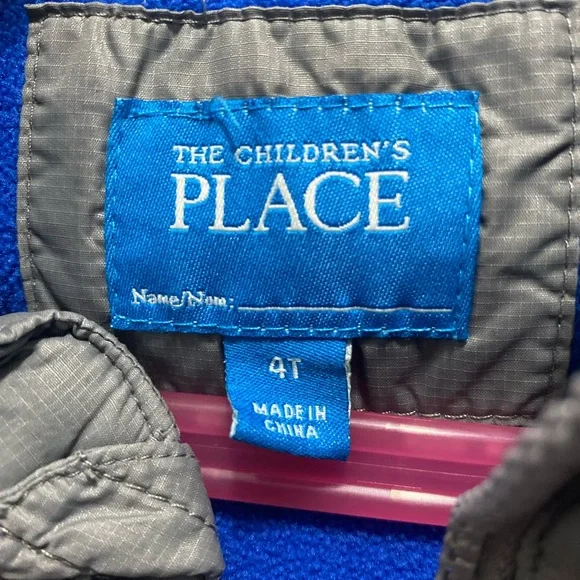 THE CHILDREN'S
PLACE
Name/Nom:
4T
MADE IN
CHINA